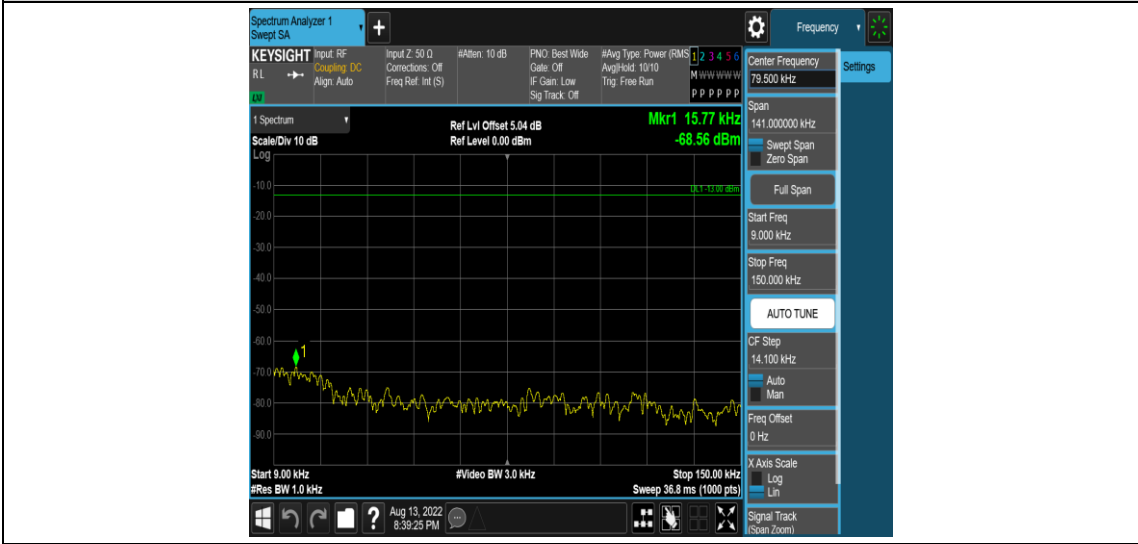 Spectrum Analyzer 1
Swept SA
+
Frequency
KEYSIGHT
RL
Input: RF
Coupling: DC
Align: Auto
Input Z: 50 Ω
Corrections: Off
Freq Ref: Int (S)
#Atten: 10 dB
PNO: Best Wide
Gate: Off
IF Gain: Low
Sig Track: Off
#Avg Type: Power (RMS
Avg|Hold: 10/10
Trig: Free Run
1 2 3 4 5 6
M W W W W W
P P P P P P
1 Spectrum
Scale/Div 10 dB
Log
Ref Lvl Offset 5.04 dB
Ref Level 0.00 dBm
Mkr1 15.77 kHz
-68.56 dBm
DL1 -13.00 dBm
-10.0
-20.0
-30.0
-40.0
-50.0
-60.0
-70.0
-80.0
-90.0
1
Start 9.00 kHz
#Res BW 1.0 kHz
#Video BW 3.0 kHz
Stop 150.00 kHz
Sweep 36.8 ms (1000 pts)
?
Aug 13, 2022
8:39:25 PM
Center Frequency
79.500 kHz
Settings
Span
141.000000 kHz
Swept Span
Zero Span
Full Span
Start Freq
9.000 kHz
Stop Freq
150.000 kHz
AUTO TUNE
CF Step
14.100 kHz
Auto
Man
Freq Offset
0 Hz
X Axis Scale
Log
Lin
Signal Track
(Span Zoom)